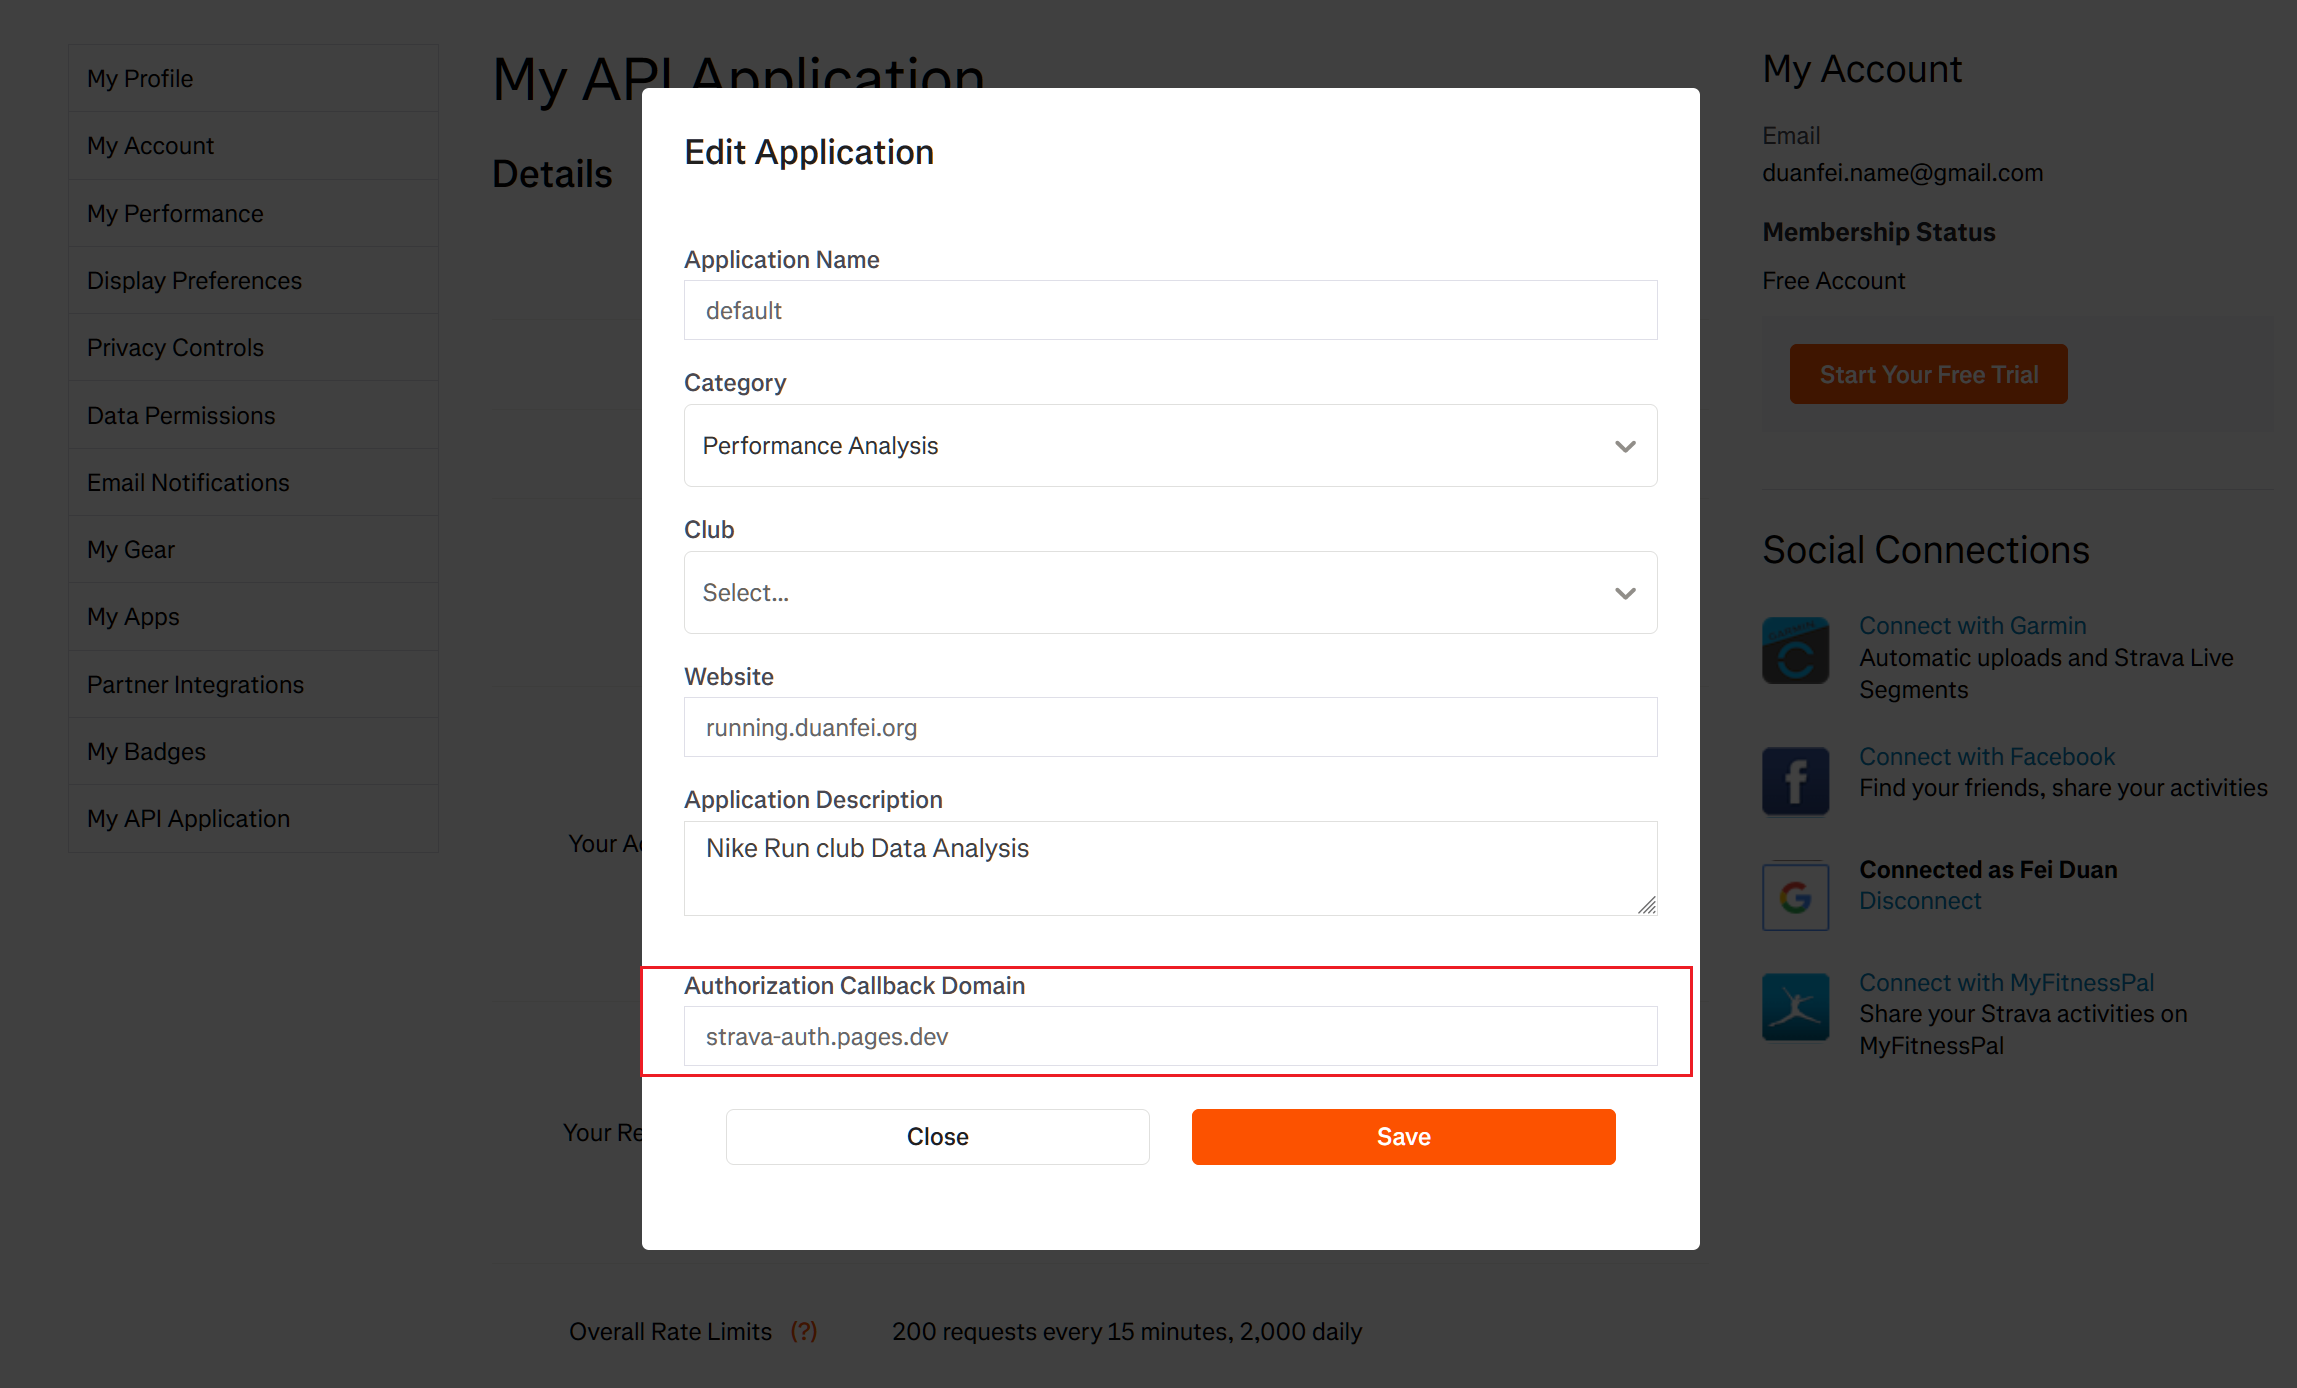 My Profile
My Account
My Performance
Display Preferences
Privacy Controls
Data Permissions
Email Notifications
My Gear
My Apps
Partner Integrations
My Badges
My API Application
My API Application
Details
Your Ac
Your Re
Overall Rate Limits (?) 200 requests every 15 minutes, 2,000 daily
Edit Application
Application Name
default
Category
Performance Analysis
Club
Select...
Website
running.duanfei.org
Application Description
Nike Run club Data Analysis
Authorization Callback Domain
strava-auth.pages.dev
Close
Save
My Account
Email
duanfei.name@gmail.com
Membership Status
Free Account
Start Your Free Trial
Social Connections
Connect with Garmin
Automatic uploads and Strava Live
Segments
Connect with Facebook
Find your friends, share your activities
Connected as Fei Duan
Disconnect
Connect with MyFitnessPal
Share your Strava activities on
MyFitnessPal